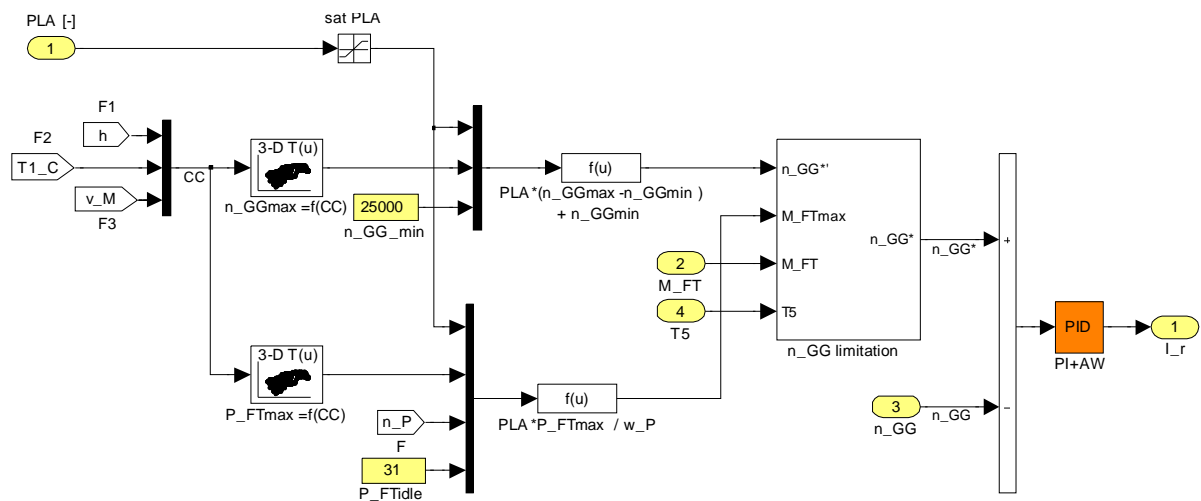 sat PLA
PLA [-]
1
F1
h
F2
T1_C
v_M
F3
CC
3-D T(u)
n_GGmax =f(CC)
25000
n_GG_min
f(u)
PLA *(n_GGmax -n_GGmin )
+ n_GGmin
n_GG*'
M_FTmax
M_FT
T5
n_GG*
n_GG limitation
2
M_FT
4
T5
n_GG*
+
−
PID
PI+AW
1
I_r
3
n_GG
n_GG
3-D T(u)
P_FTmax =f(CC)
n_P
F
31
P_FTidle
f(u)
PLA *P_FTmax / w_P